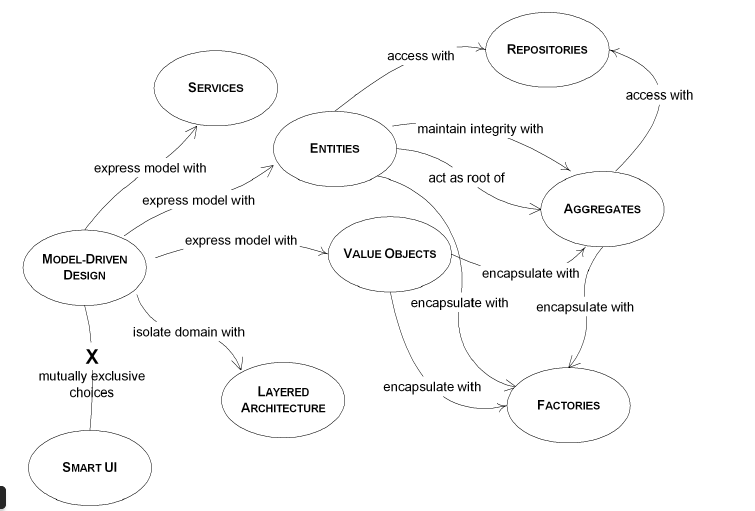 REPOSITORIES
access with
SERVICES
access with
maintain integrity with
ENTITIES
express model with
act as root of
express model with
AGGREGATES
express model with
VALUE OBJECTS
MODEL-DRIVEN
DESIGN
encapsulate with
encapsulate with
encapsulate with
isolate domain with
X
mutually exclusive
choices
encapsulate with
LAYERED
ARCHITECTURE
FACTORIES
SMART UI